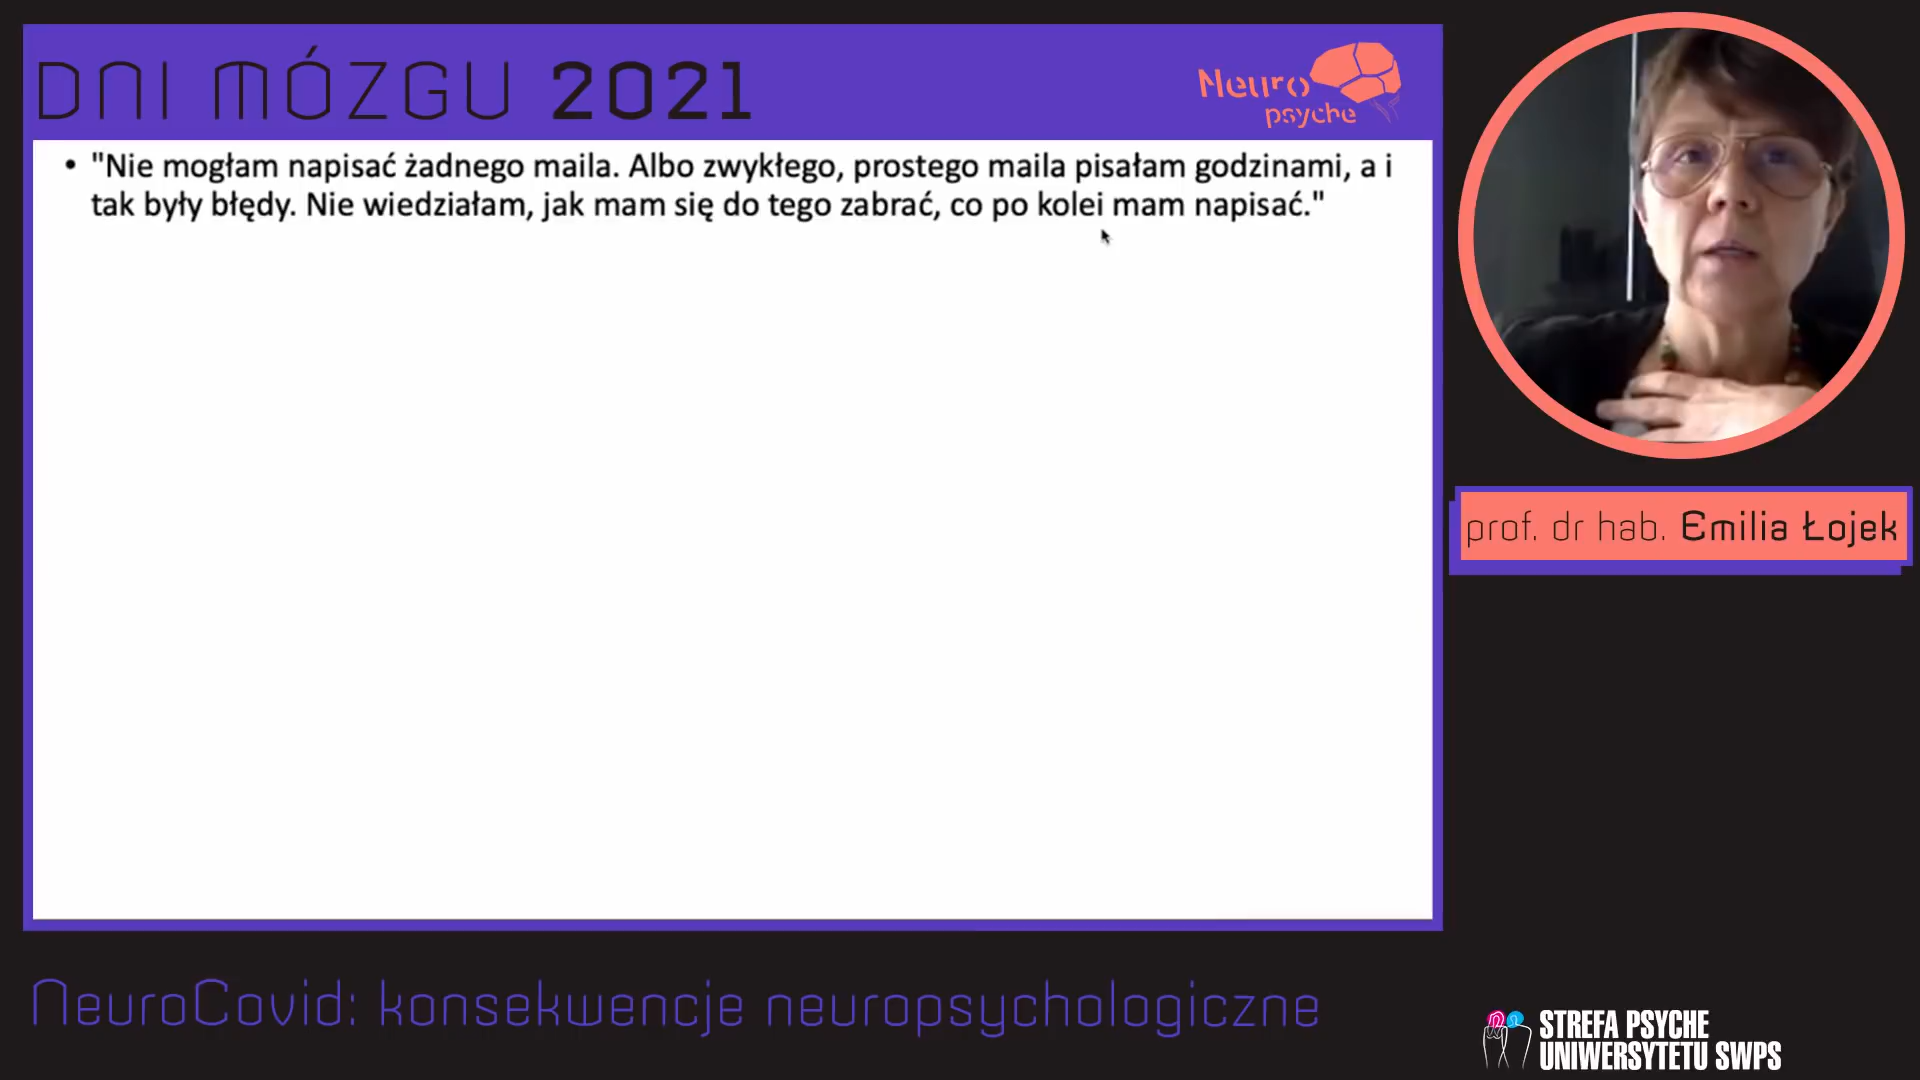 DNI MÓZGU 2021
Neuro
psyche
• "Nie mogłam napisać żadnego maila. Albo zwykłego, prostego maila pisałam godzinami, a i
tak były błędy. Nie wiedziałam, jak mam się do tego zabrać, co po kolei mam napisać."
prof. dr hab. Emilia Łojek
NeuroCovid: konsekwencje neuropsychologiczne
STREFA PSYCHE
UNIWERSYTETU SWPS